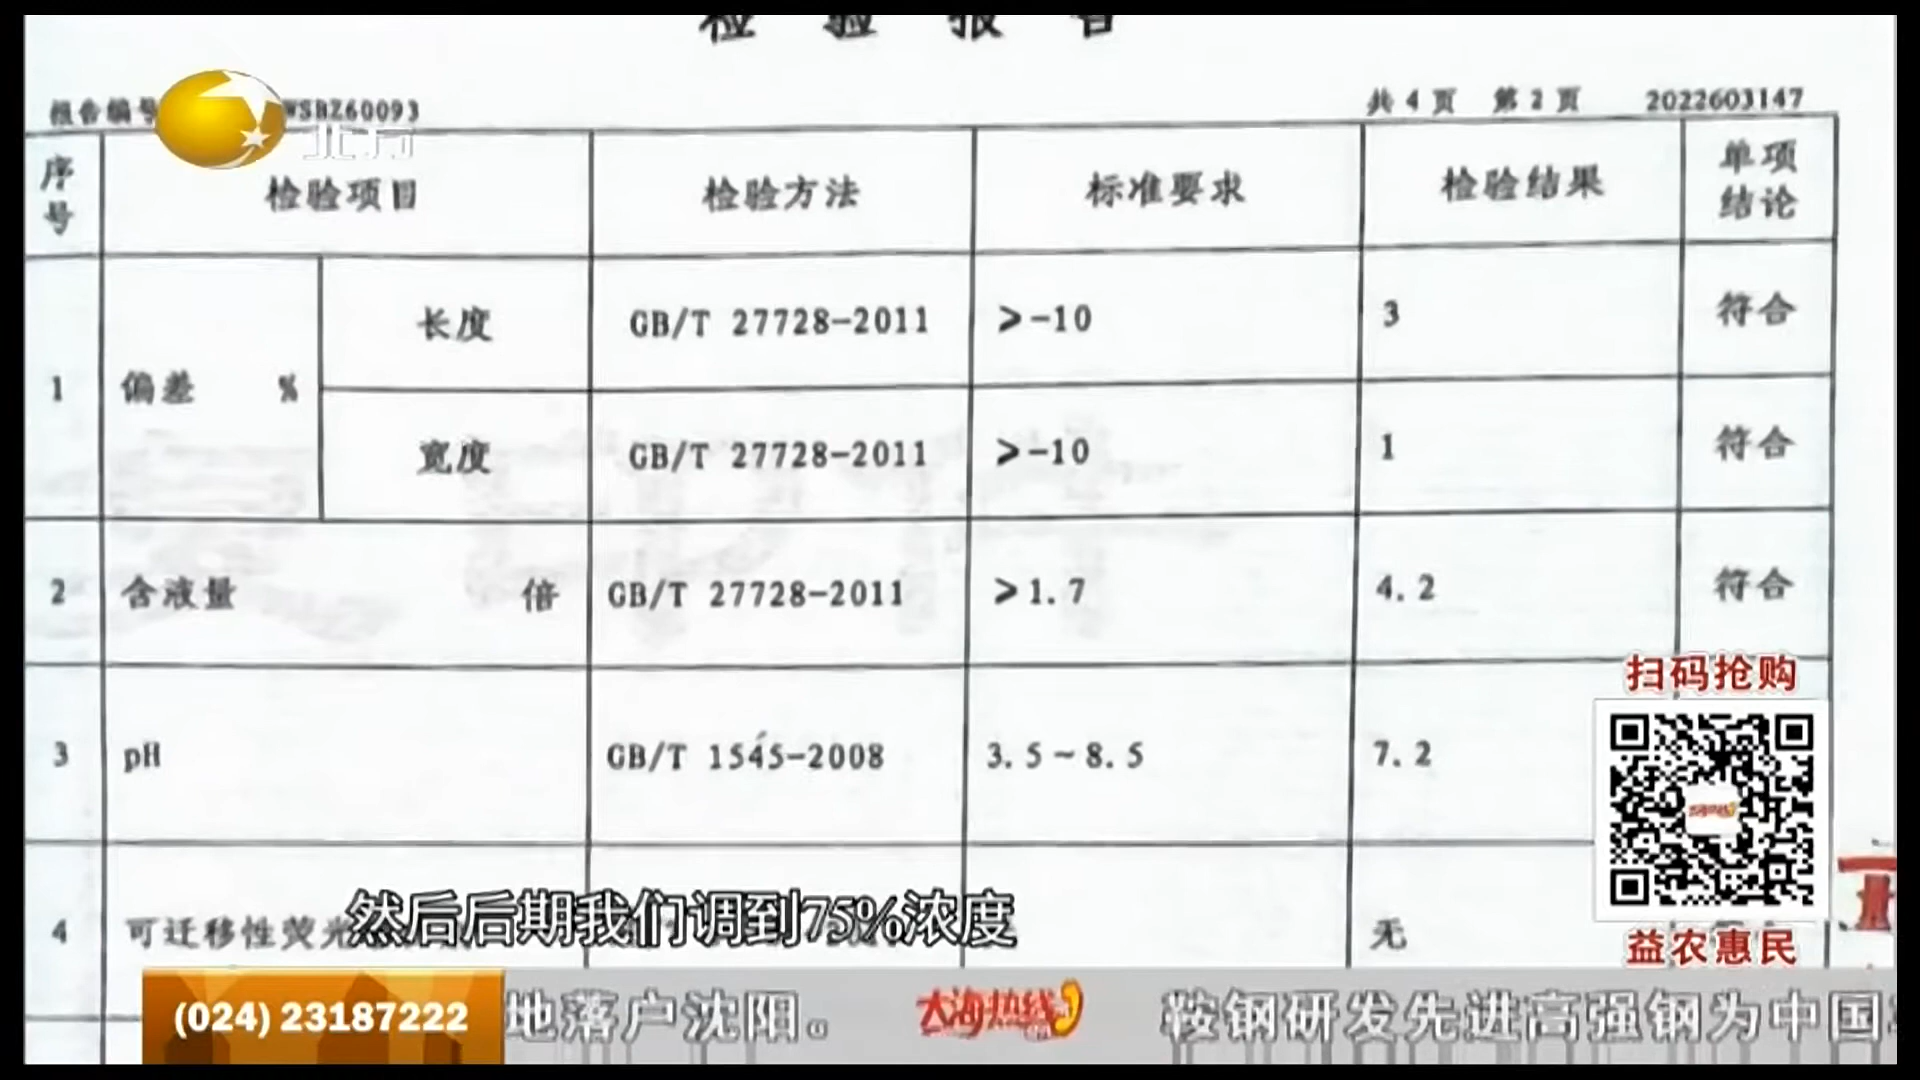 检验报告
报告编号 WSBZ60093 共 4 页 第 2 页 2022603147
北方
序号 检验项目 检验方法 标准要求 检验结果 单项结论
1 偏差 % 长度 GB/T 27728-2011 ≥-10 3 符合
宽度 GB/T 27728-2011 ≥-10 1 符合
2 含液量 倍 GB/T 27728-2011 ≥1.7 4.2 符合
3 pH GB/T 1545-2008 3.5~8.5 7.2
扫码抢购
4 可迁移性荧光 无
然后后期我们调到75%浓度
益农惠民
(024) 23187222 地落户沈阳。 大海热线 鞍钢研发先进高强钢为中国